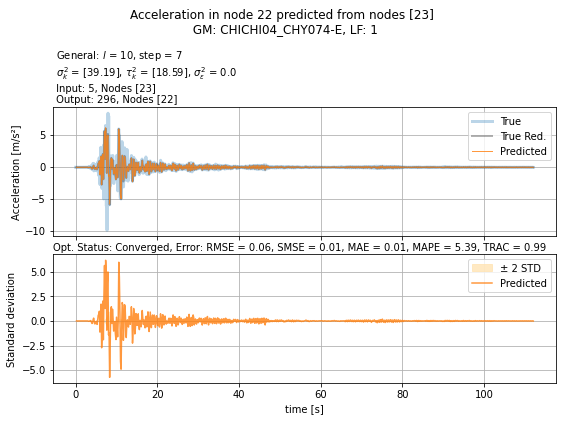 Acceleration in node 22 predicted from nodes [23]
GM: CHICHI04_CHY074-E, LF: 1
General: l = 10, step = 7
σ²ₖ = [39.19], τ²ₖ = [18.59], σ²ε = 0.0
Input: 5, Nodes [23]
Output: 296, Nodes [22]
Acceleration [m/s²]
5
0
−5
−10
True
True Red.
Predicted
Opt. Status: Converged, Error: RMSE = 0.06, SMSE = 0.01, MAE = 0.01, MAPE = 5.39, TRAC = 0.99
Standard deviation
5.0
2.5
0.0
−2.5
−5.0
± 2 STD
Predicted
0 20 40 60 80 100
time [s]